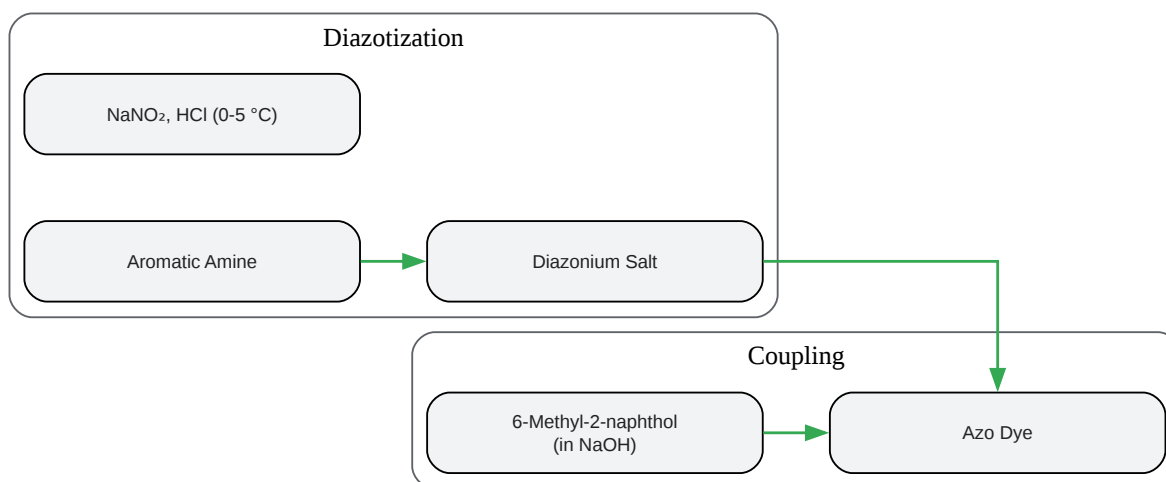 Diazotization
NaNO₂, HCl (0-5 °C)
Aromatic Amine
Diazonium Salt
Coupling
6-Methyl-2-naphthol
(in NaOH)
Azo Dye